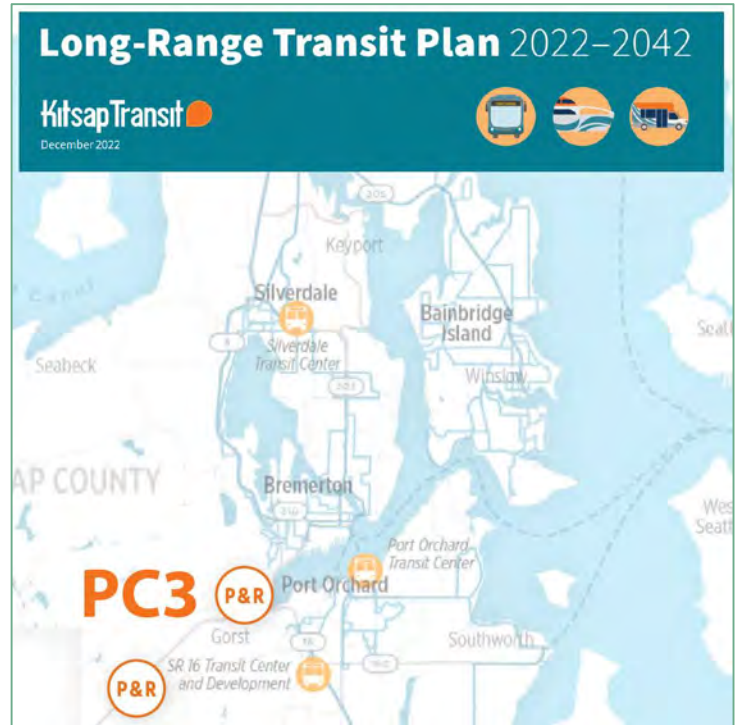 Long-Range Transit Plan 2022–2042
KitsapTransit
December 2022
Keyport
Silverdale
Bainbridge
Island
Silverdale
Transit Center
Seabeck
303
Winslow
AP COUNTY
Bremerton
Port Orchard
Transit Center
PC3
P&R
Port Orchard
Gorst
16
160
Southworth
SR 16 Transit Center
and Development
P&R